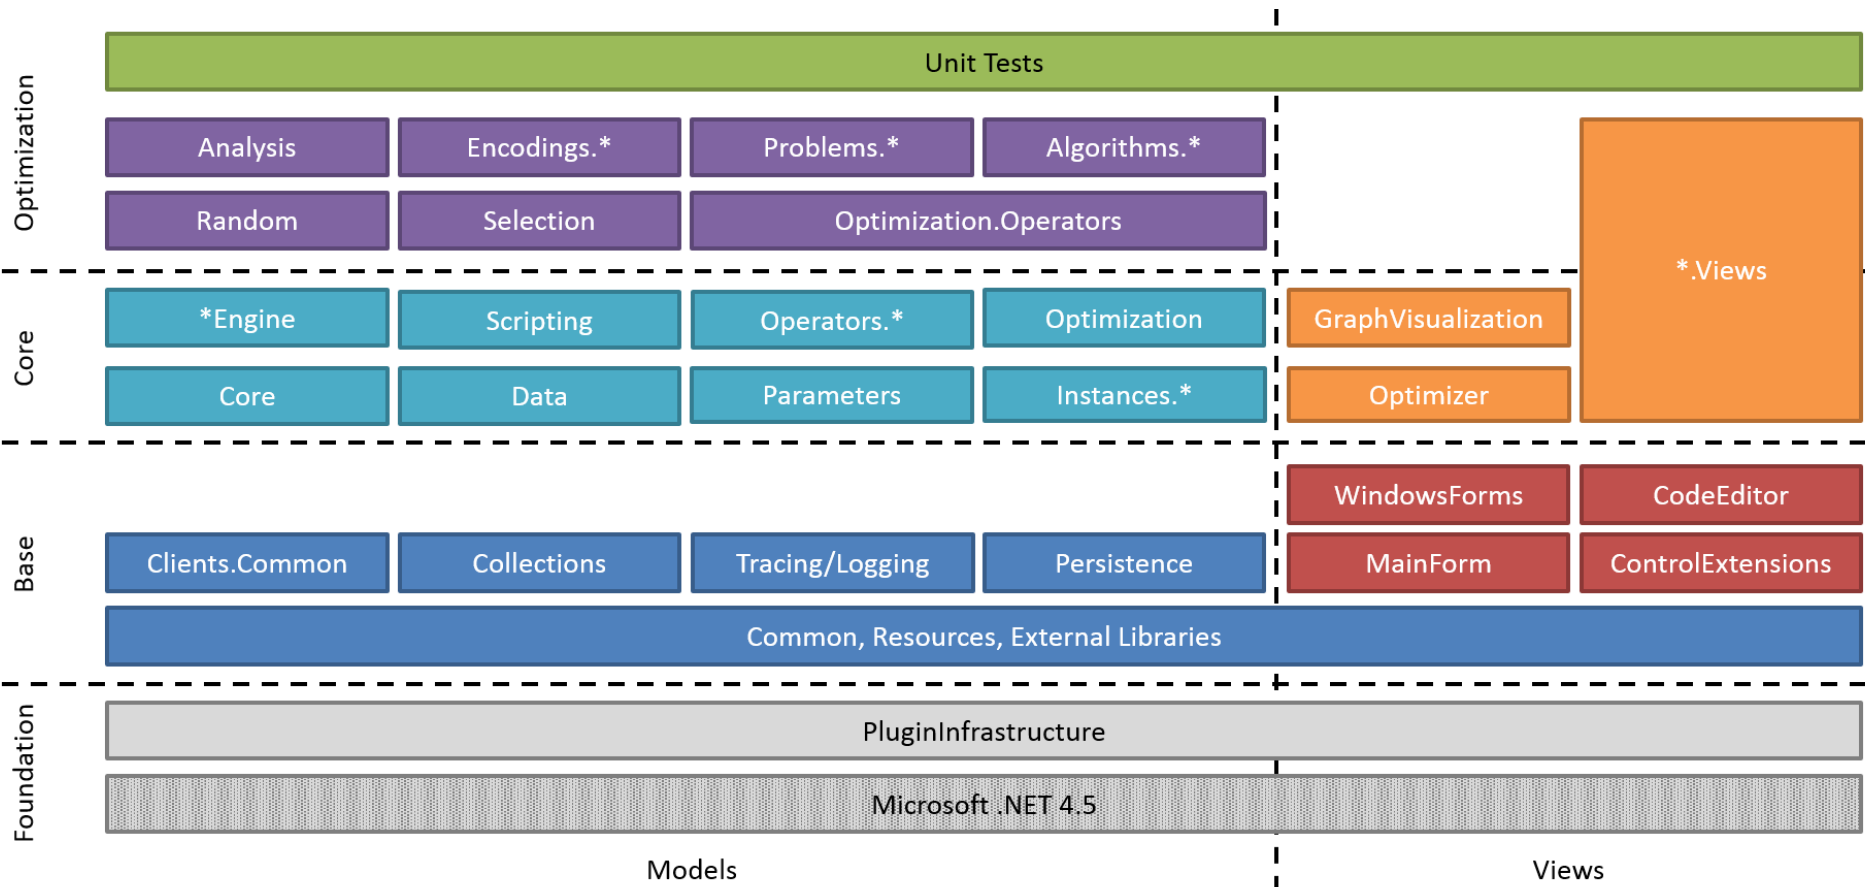 Optimization
Unit Tests
Analysis
Encodings.*
Problems.*
Algorithms.*
Random
Selection
Optimization.Operators
*.Views
Core
*Engine
Scripting
Operators.*
Optimization
GraphVisualization
Core
Data
Parameters
Instances.*
Optimizer
Base
WindowsForms
CodeEditor
Clients.Common
Collections
Tracing/Logging
Persistence
MainForm
ControlExtensions
Common, Resources, External Libraries
Foundation
PluginInfrastructure
Microsoft .NET 4.5
Models
Views